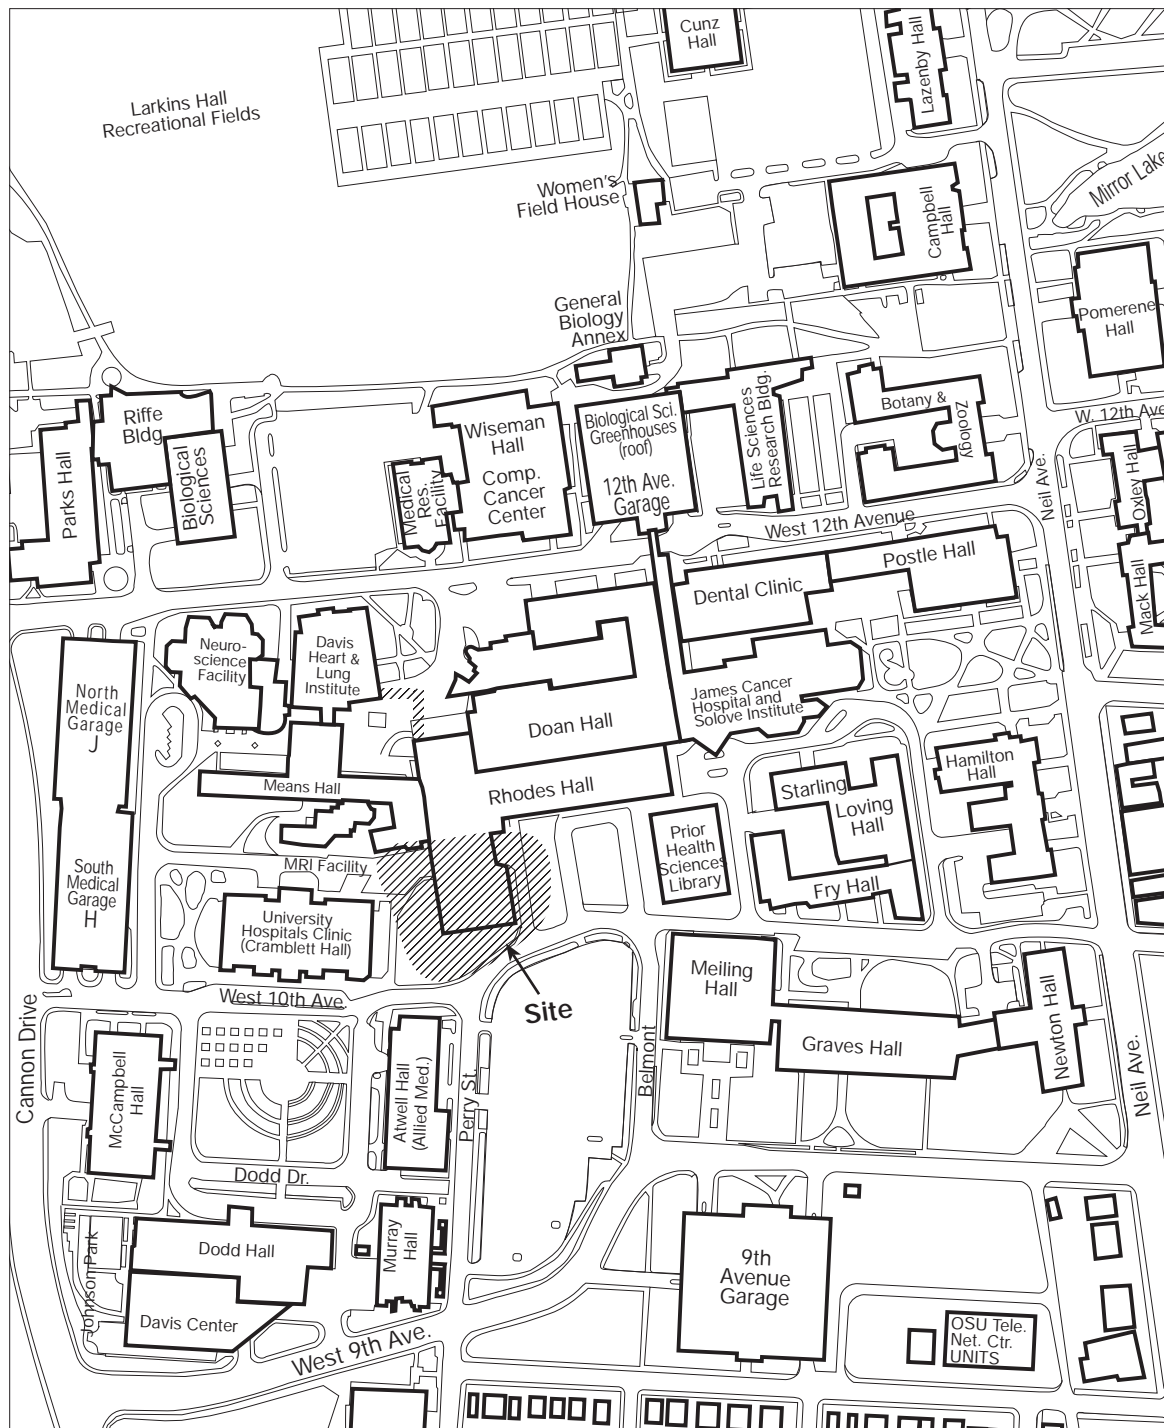 Cunz
Hall
Lazenby Hall
Larkins Hall
Recreational Fields
Mirror Lake
Women's
Field House
Campbell
Hall
General
Biology
Annex
Pomerene
Hall
Riffe
Bldg.
Biological
Sciences
Parks Hall
Wiseman
Hall
Comp.
Cancer
Center
Medical
Res.
Facility
Biological Sci.
Greenhouses
(roof)
12th Ave.
Garage
Life Sciences
Research Bldg.
Botany &
Zoology
W. 12th Ave
Neil Ave.
Oxley Hall
Mack Hall
West 12th Avenue
Postle Hall
Dental Clinic
Neuro-
science
Facility
Davis
Heart &
Lung
Institute
North
Medical
Garage
J
James Cancer
Hospital and
Solove Institute
Doan Hall
Rhodes Hall
Means Hall
Hamilton
Hall
Starling
Loving
Hall
Prior
Health
Sciences
Library
Fry Hall
MRI Facility
South
Medical
Garage
H
University
Hospitals Clinic
(Cramblett Hall)
West 10th Ave.
Site
Cannon Drive
Meiling
Hall
Graves Hall
Newton Hall
Neil Ave.
Belmont
Perry St.
McCampbell
Hall
Atwell Hall
(Allied Med.)
Dodd Dr.
Johnson Park
Dodd Hall
Murray
Hall
Davis Center
West 9th Ave.
9th
Avenue
Garage
OSU Tele.
Net. Ctr.
UNITS